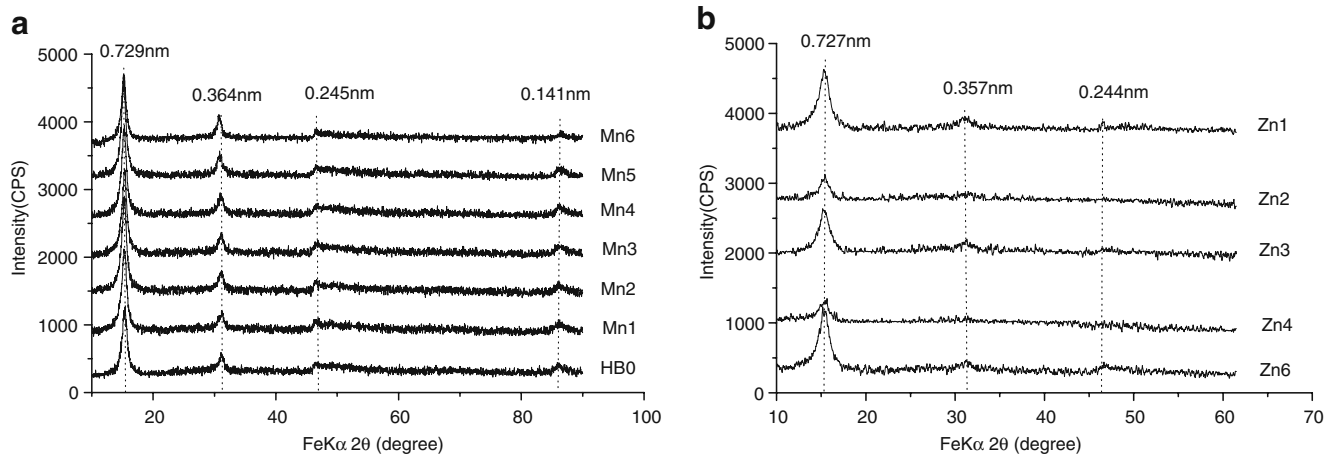 a
0.729nm
0.364nm
0.245nm
0.141nm
5000
4000
3000
2000
1000
0
Intensity(CPS)
Mn6
Mn5
Mn4
Mn3
Mn2
Mn1
HB0
20 40 60 80 100
FeKα 2θ (degree)
b
0.727nm
0.357nm
0.244nm
5000
4000
3000
2000
1000
0
Intensity(CPS)
Zn1
Zn2
Zn3
Zn4
Zn6
10 20 30 40 50 60 70
FeKα 2θ (degree)